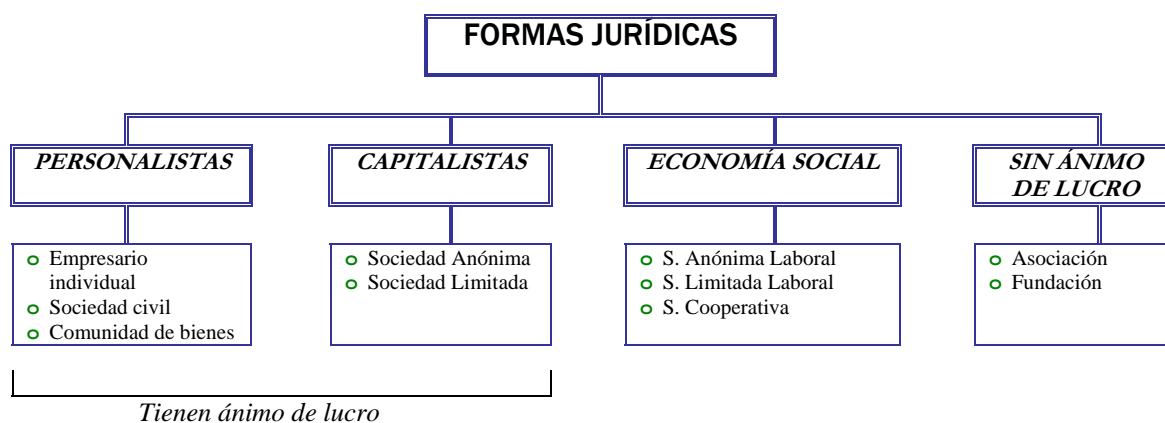 FORMAS JURÍDICAS
PERSONALISTAS
CAPITALISTAS
ECONOMÍA SOCIAL
SIN ÁNIMO
DE LUCRO
Empresario
individual
Sociedad civil
Comunidad de bienes
Sociedad Anónima
Sociedad Limitada
S. Anónima Laboral
S. Limitada Laboral
S. Cooperativa
Asociación
Fundación
Tienen ánimo de lucro